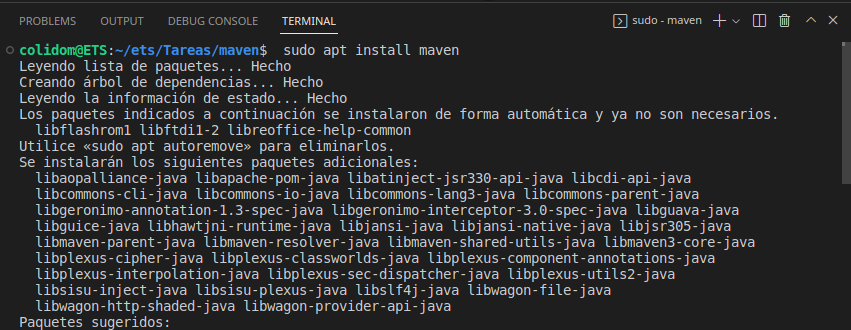 PROBLEMS OUTPUT DEBUG CONSOLE TERMINAL sudo - maven
colidom@ETS:~/ets/Tareas/maven$ sudo apt install maven
Leyendo lista de paquetes... Hecho
Creando árbol de dependencias... Hecho
Leyendo la información de estado... Hecho
Los paquetes indicados a continuación se instalaron de forma automática y ya no son necesarios.
libflashrom1 libftdi1-2 libreoffice-help-common
Utilice «sudo apt autoremove» para eliminarlos.
Se instalarán los siguientes paquetes adicionales:
libaopalliance-java libapache-pom-java libatinject-jsr330-api-java libcdi-api-java
libcommons-cli-java libcommons-io-java libcommons-lang3-java libcommons-parent-java
libgeronimo-annotation-1.3-spec-java libgeronimo-interceptor-3.0-spec-java libguava-java
libguice-java libhawtjni-runtime-java libjansi-java libjansi-native-java libjsr305-java
libmaven-parent-java libmaven-resolver-java libmaven-shared-utils-java libmaven3-core-java
libplexus-cipher-java libplexus-classworlds-java libplexus-component-annotations-java
libplexus-interpolation-java libplexus-sec-dispatcher-java libplexus-utils2-java
libsisu-inject-java libsisu-plexus-java libslf4j-java libwagon-file-java
libwagon-http-shaded-java libwagon-provider-api-java
Paquetes sugeridos: